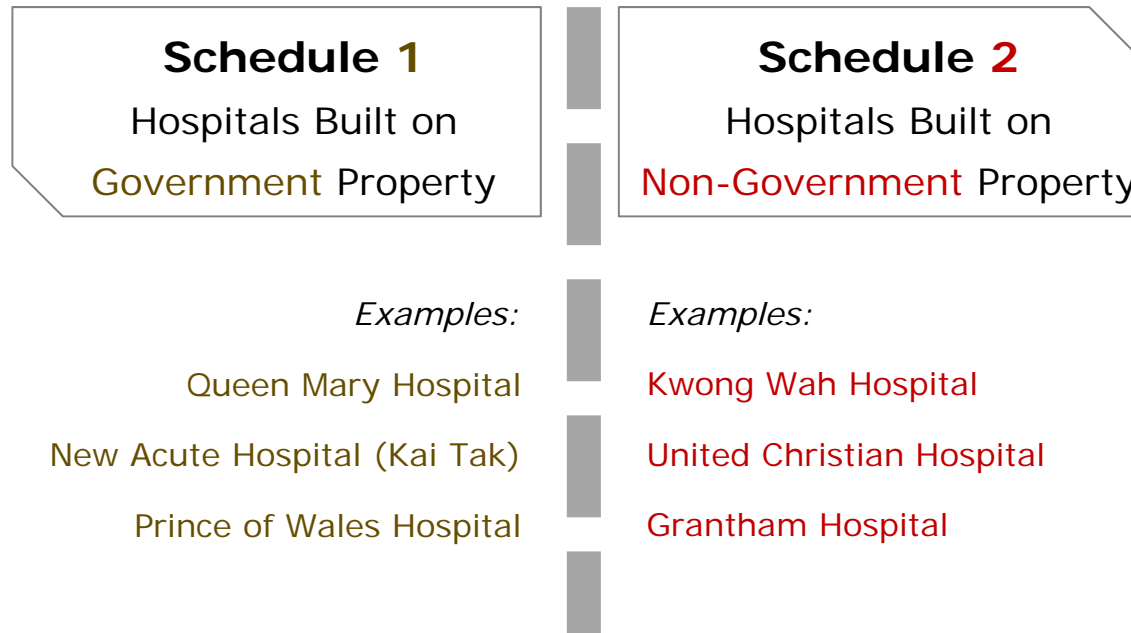 Schedule 1
Hospitals Built on
Government Property
Examples:
Queen Mary Hospital
New Acute Hospital (Kai Tak)
Prince of Wales Hospital
Schedule 2
Hospitals Built on
Non-Government Property
Examples:
Kwong Wah Hospital
United Christian Hospital
Grantham Hospital